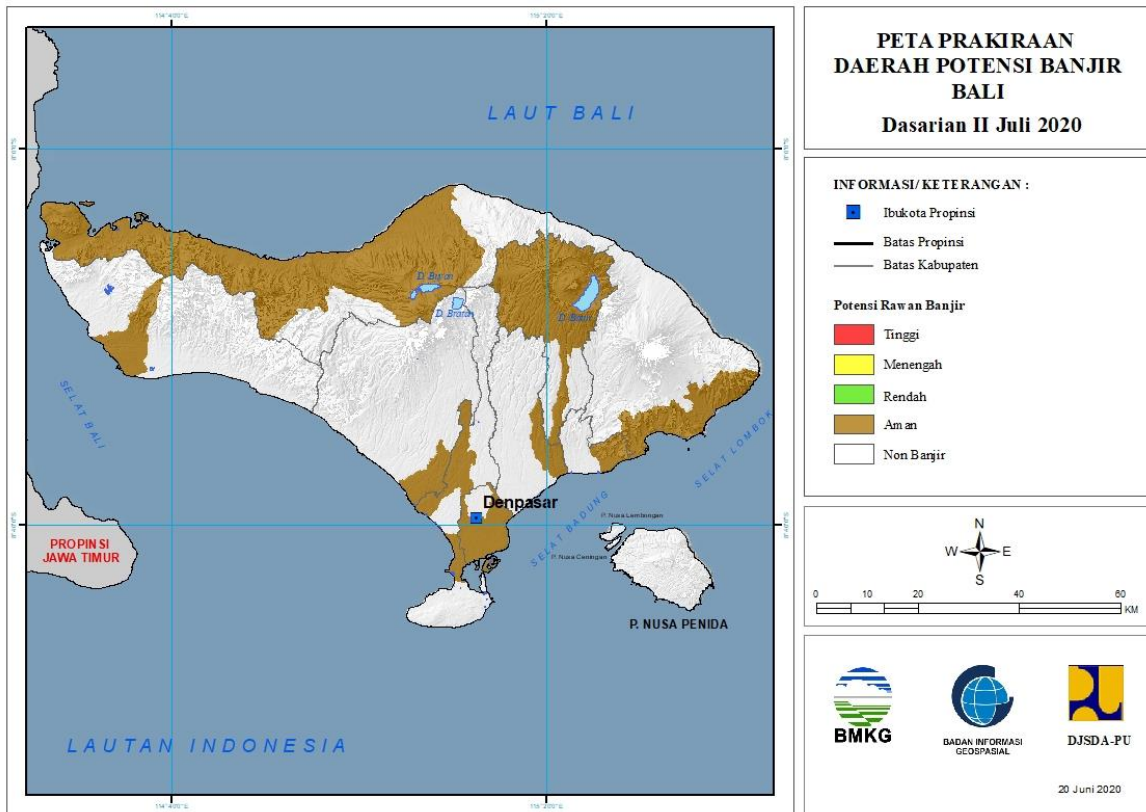 PETA PRAKIRAAN
DAERAH POTENSI BANJIR
BALI
Dasarian II Juli 2020
INFORMASI/ KETERANGAN :
Ibukota Propinsi
Batas Propinsi
Batas Kabupaten
Potensi Rawan Banjir
Tinggi
Menengah
Rendah
Aman
Non Banjir
N
W E
S
0 10 20 40 60
KM
BMKG
BADAN INFORMASI
GEOSPASIAL
DJSDA-PU
20 Juni 2020
LAUT BALI
D. Buyan
D. Bratan
D. Batur
SELAT BALI
SELAT LOMBOK
Denpasar
SELAT BADUNG
P. Nusa Lembongan
P. Nusa Ceningan
PROPINSI
JAWA TIMUR
P. NUSA PENIDA
LAUTAN INDONESIA